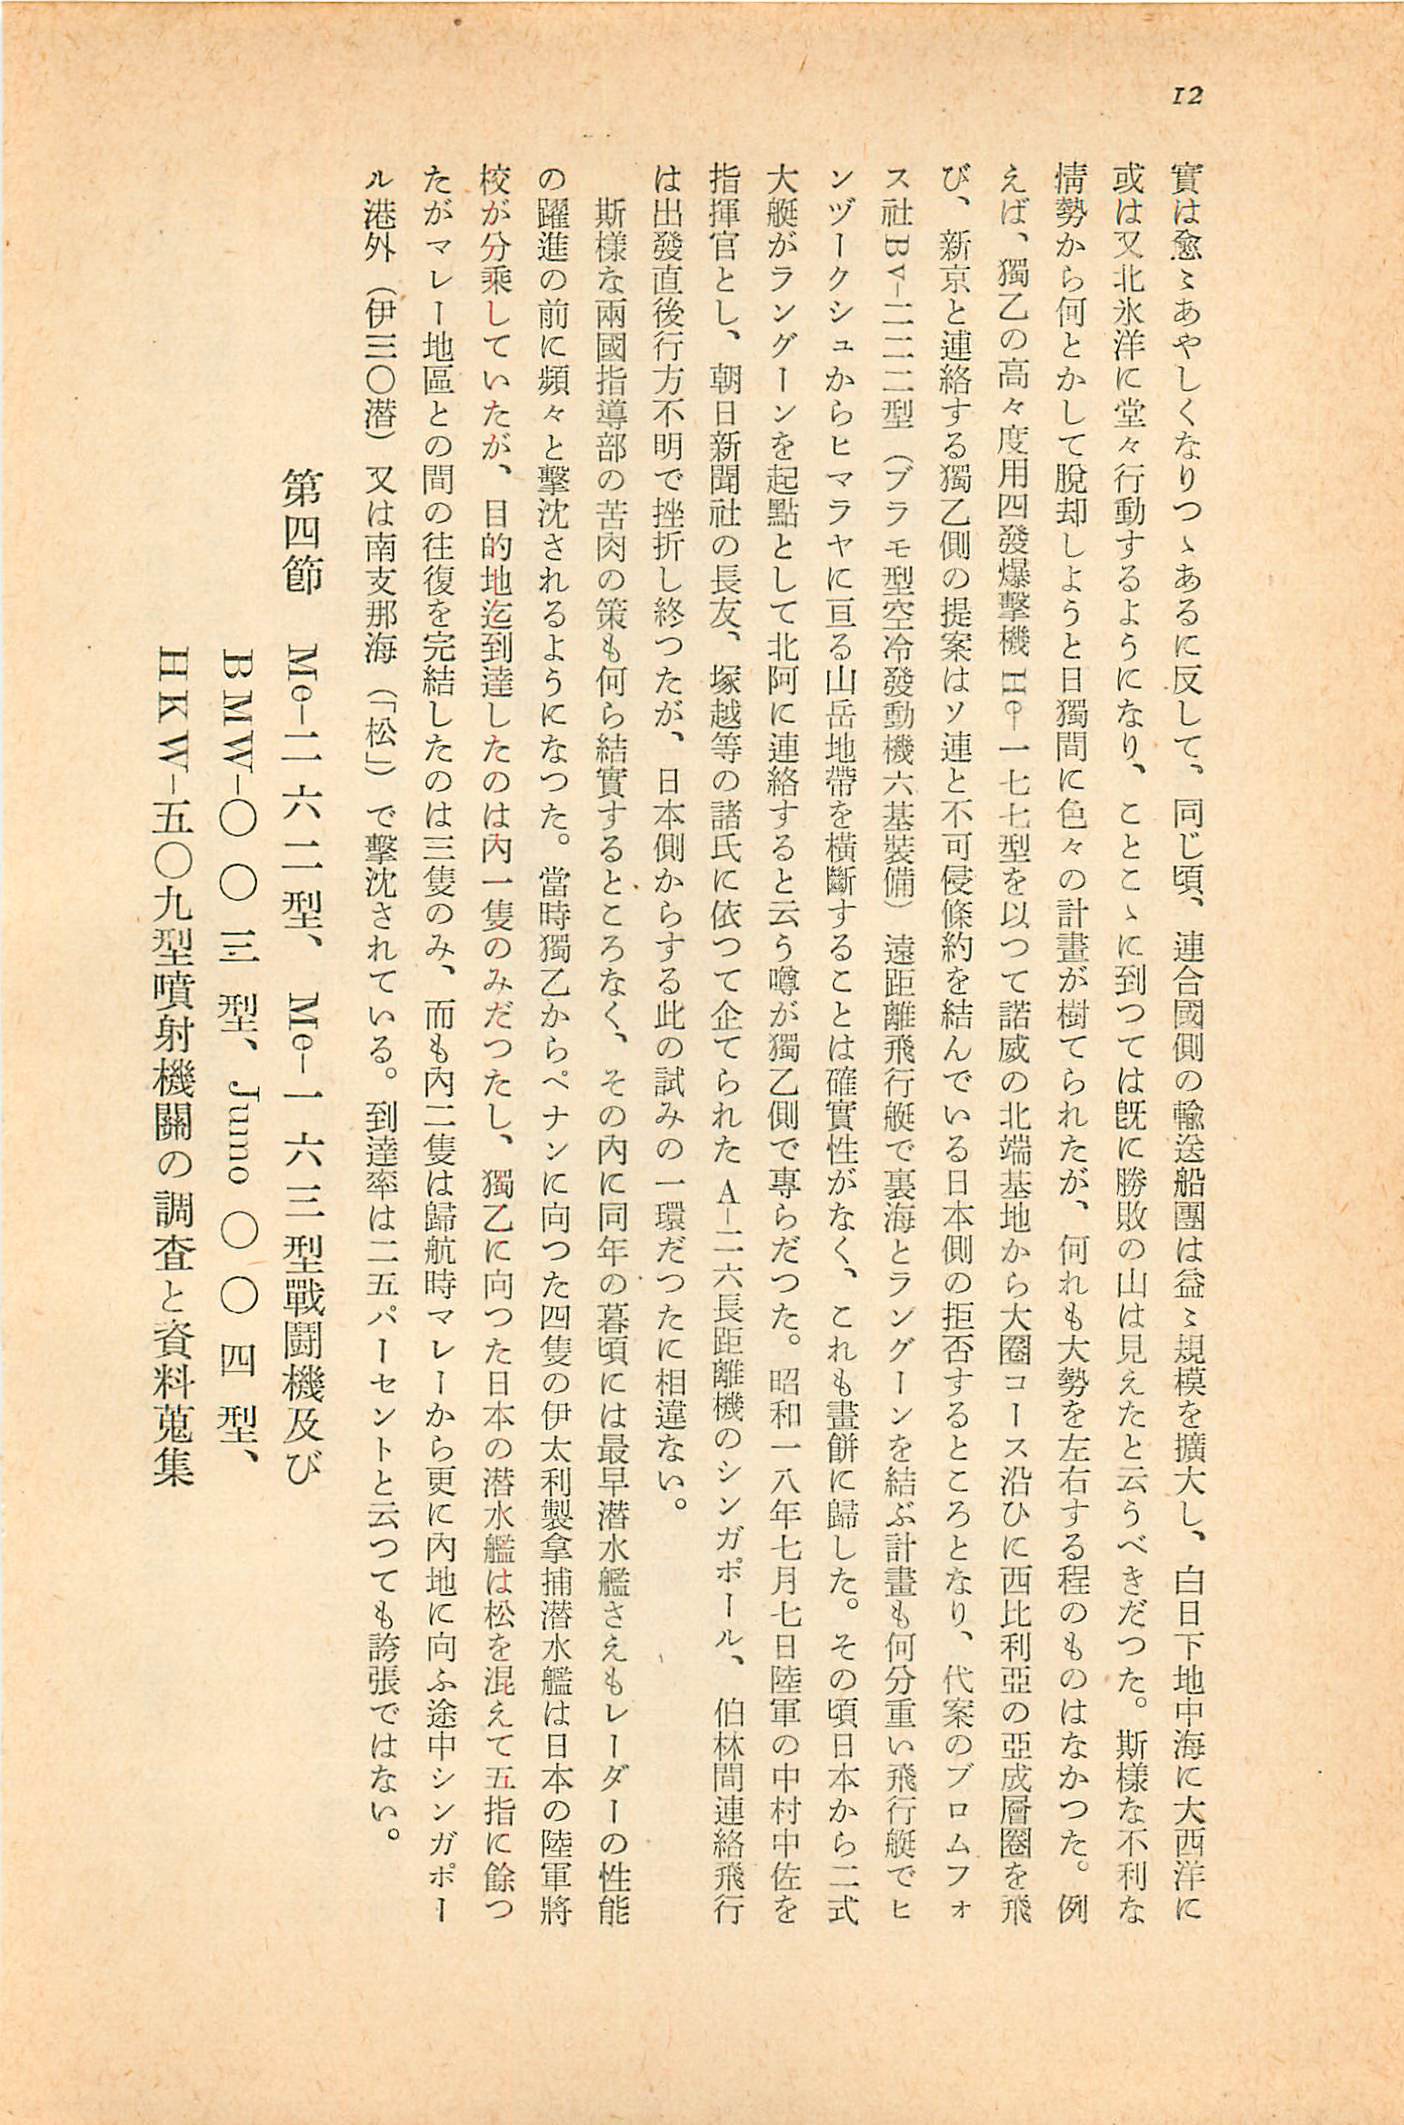 12
實は愈〻あやしくなりつゝあるに反して、同じ頃、連合國側の輸送船團は益〻規模を擴大し、白日下地中海に大西洋に
或は又北氷洋に堂々行動するようになり、ことこゝに到つては既に勝敗の山は見えたと云うべきだつた。斯樣な不利な
情勢から何とかして脫却しようと日獨間に色々の計畫が樹てられたが、何れも大勢を左右する程のものはなかつた。例
えば、獨乙の高々度用四發爆擊機 He-一七七型を以つて諾威の北端基地から大圈コース沿ひに西比利亞の亞成層圈を飛
び、新京と連絡する獨乙側の提案はソ連と不可侵條約を結んでいる日本側の拒否するところとなり、代案のブロムフォ
ス社 Bv-二二二型（ブラモ型空冷發動機六基裝備）遠距離飛行艇で裏海とラングーンを結ぶ計畫も何分重い飛行艇でヒ
ンヅークシュからヒマラヤに亘る山岳地帶を橫斷することは確實性がなく、これも畫餅に歸した。その頃日本から二式
大艇がラングーンを起點として北阿に連絡すると云う噂が獨乙側で專らだつた。昭和一八年七月七日陸軍の中村中佐を
指揮官とし、朝日新聞社の長友、塚越等の諸氏に依つて企てられた A-二六長距離機のシンガポール、伯林間連絡飛行
は出發直後行方不明で挫折し終つたが、日本側からする此の試みの一環だつたに相違ない。
斯樣な兩國指導部の苦肉の策も何ら結實するところなく、その內に同年の暮頃には最早潜水艦さえもレーダーの性能
の躍進の前に頻々と擊沈されるようになつた。當時獨乙からペナンに向つた四隻の伊太利製拿捕潜水艦は日本の陸軍將
校が分乘していたが、目的地迄到達したのは內一隻のみだつたし、獨乙に向つた日本の潜水艦は松を混えて五指に餘つ
たがマレー地區との間の往復を完結したのは三隻のみ、而も內二隻は歸航時マレーから更に內地に向ふ途中シンガポー
ル港外（伊三〇潜）又は南支那海（「松」）で擊沈されている。到達率は二五パーセントと云つても誇張ではない。
第四節　Me-二六二型、Me-一六三型戰鬪機及び
BMW-〇〇三型、Jumo 〇〇四型、
HKW-五〇九型噴射機關の調査と資料蒐集